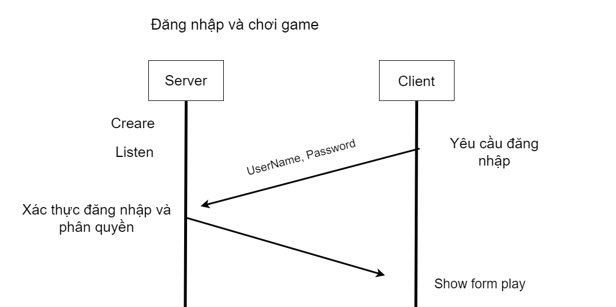 Đăng nhập và chơi game
Server
Client
Creare
Listen
UserName, Password
Yêu cầu đăng
nhập
Xác thực đăng nhập và
phân quyền
Show form play